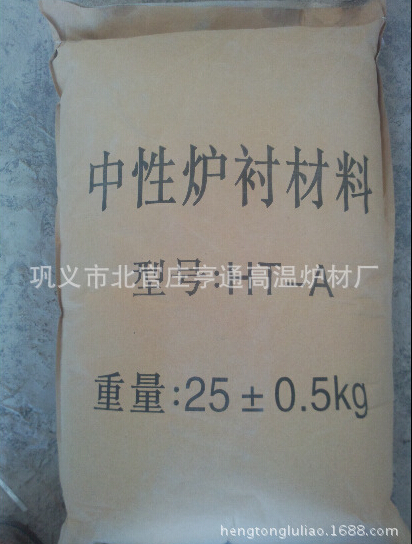 中性炉衬材料
型号:HT-A
巩义市北官庄亨通高温炉材厂
重量:25±0.5kg
hengtongluliao.1688.com